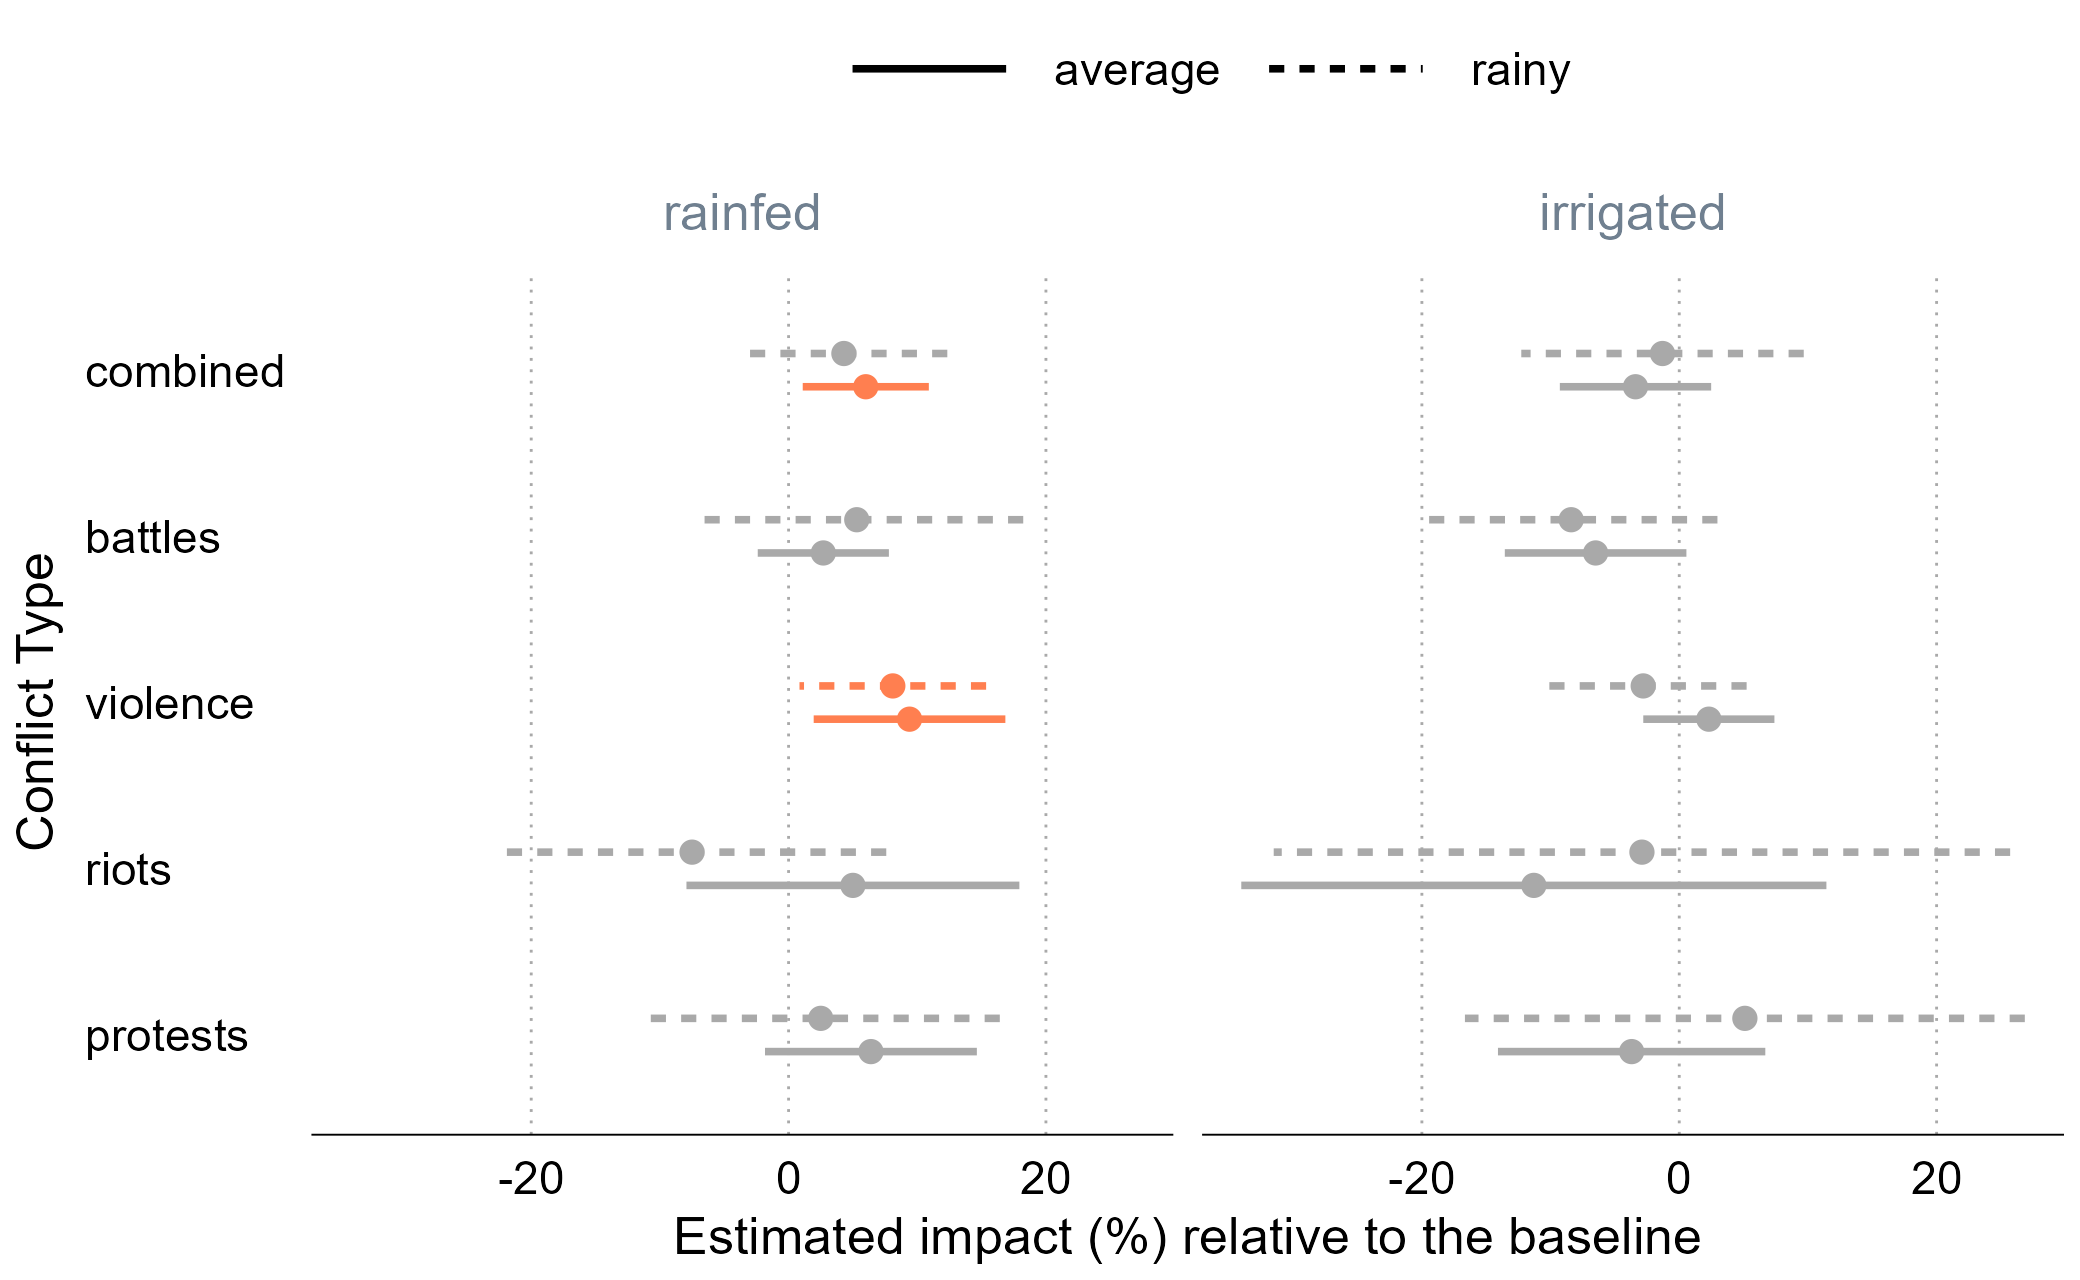 average rainy
rainfed irrigated
combined
battles
violence
riots
protests
Conflict Type
-20 0 20 -20 0 20
Estimated impact (%) relative to the baseline